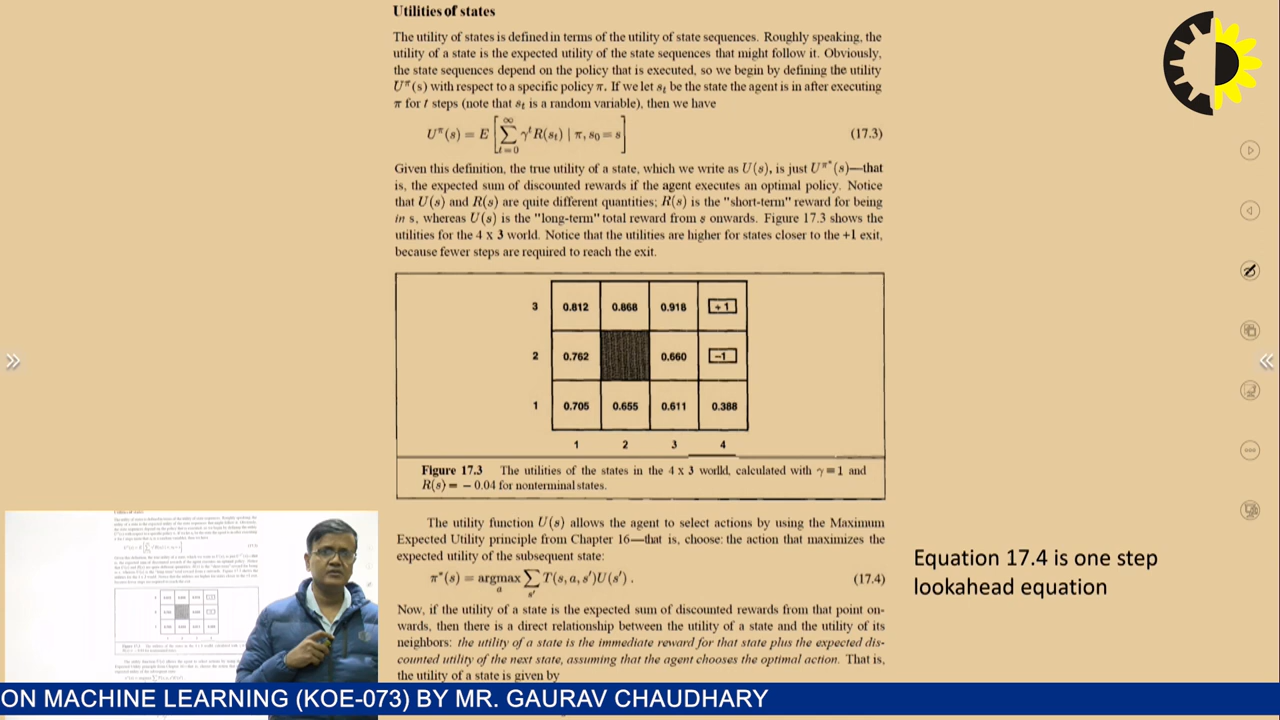 Utilities of states
The utility of states is defined in terms of the utility of state sequences. Roughly speaking, the
utility of a state is the expected utility of the state sequences that might follow it. Obviously,
the state sequences depend on the policy that is executed, so we begin by defining the utility
U^π(s) with respect to a specific policy π. If we let s_t be the state the agent is in after executing
π for t steps (note that s_t is a random variable), then we have
U^π(s) = E [ ∑_{t=0}^{∞} γ^t R(s_t) | π, s_0 = s ] (17.3)
Given this definition, the true utility of a state, which we write as U(s), is just U^{π*}(s)—that
is, the expected sum of discounted rewards if the agent executes an optimal policy. Notice
that U(s) and R(s) are quite different quantities; R(s) is the "short-term" reward for being
in s, whereas U(s) is the "long-term" total reward from s onwards. Figure 17.3 shows the
utilities for the 4 x 3 world. Notice that the utilities are higher for states closer to the +1 exit,
because fewer steps are required to reach the exit.
3 0.812 0.868 0.918 +1
2 0.762 0.660 −1
1 0.705 0.655 0.611 0.388
1 2 3 4
Figure 17.3 The utilities of the states in the 4 x 3 worlld, calculated with γ = 1 and
R(s) = − 0.04 for nonterminal states.
The utility function U(s) allows the agent to select actions by using the Maximum
Expected Utility principle from Chapter 16—that is, choose: the action that maximizes the
expected utility of the subsequent state:
π*(s) = argmax_a ∑_{s'} T(s, a, s')U(s') . (17.4)
Now, if the utility of a state is the expected sum of discounted rewards from that point on-
wards, then there is a direct relationship between the utility of a state and the utility of its
neighbors: the utility of a state is the immediate reward for that state plus the expected dis-
counted utility of the next state, assuming that the agent chooses the optimal action. That is,
the utility of a state is given by
Equation 17.4 is one step
lookahead equation
ON MACHINE LEARNING (KOE-073) BY MR. GAURAV CHAUDHARY